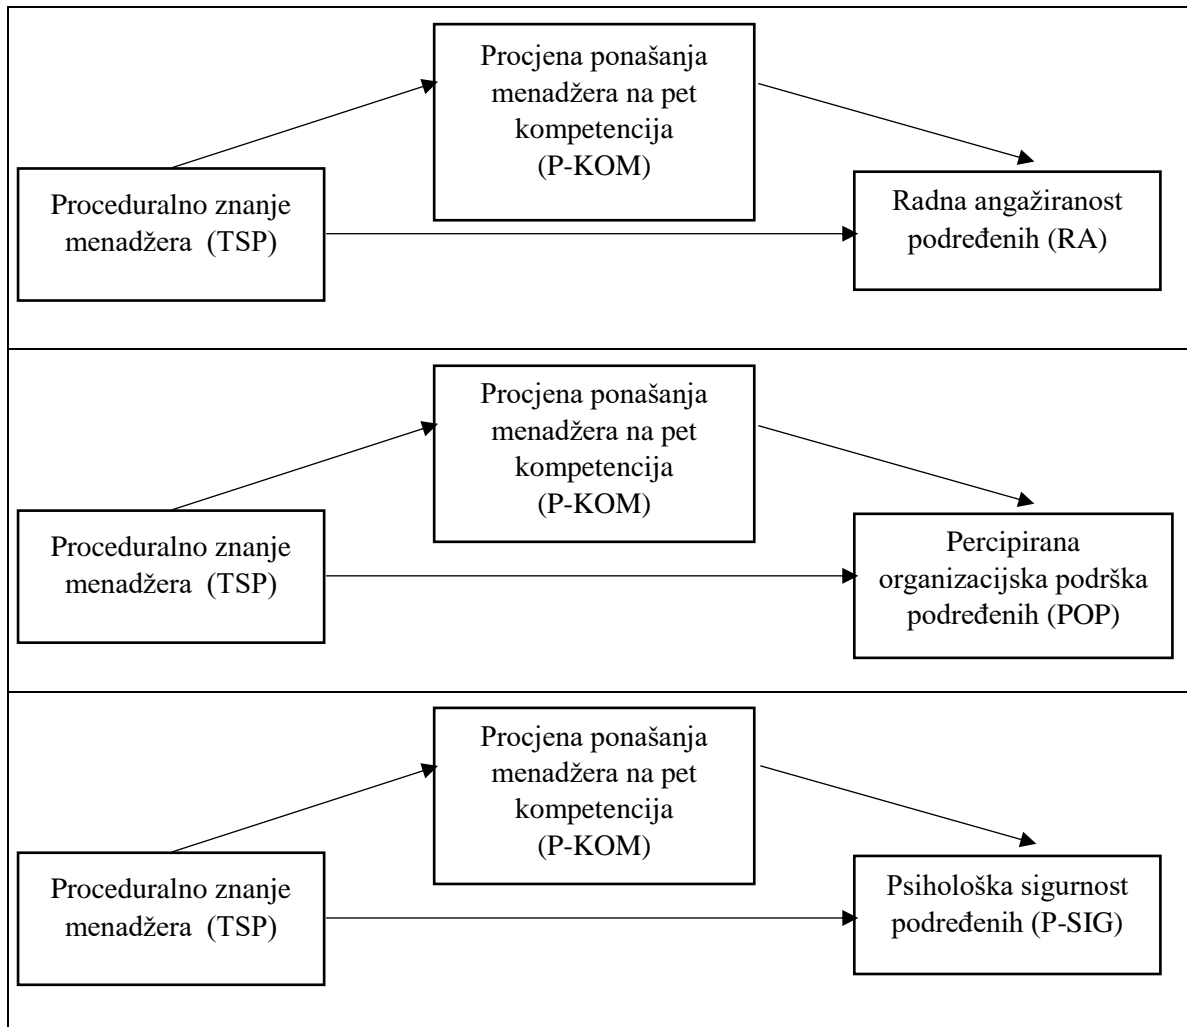 Procjena ponašanja
menadžera na pet
kompetencija
(P-KOM)
Proceduralno znanje
menadžera (TSP)
Radna angažiranost
podređenih (RA)
Procjena ponašanja
menadžera na pet
kompetencija
(P-KOM)
Proceduralno znanje
menadžera (TSP)
Percipirana
organizacijska podrška
podređenih (POP)
Procjena ponašanja
menadžera na pet
kompetencija
(P-KOM)
Proceduralno znanje
menadžera (TSP)
Psihološka sigurnost
podređenih (P-SIG)